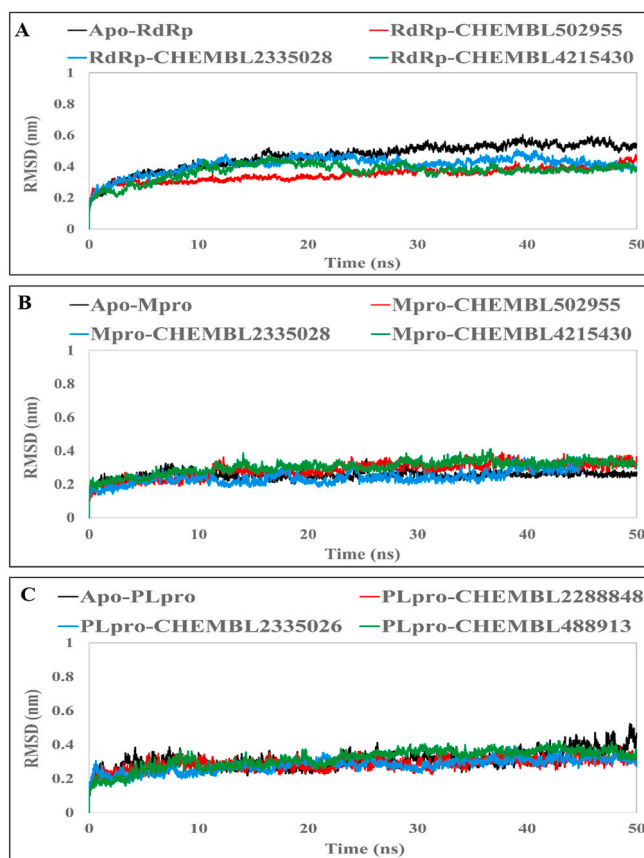 A
Apo-RdRp RdRp-CHEMBL502955
RdRp-CHEMBL2335028 RdRp-CHEMBL4215430
1
0.8
0.6
0.4
0.2
0
RMSD (nm)
0 10 20 30 40 50
Time (ns)
B
Apo-Mpro Mpro-CHEMBL502955
Mpro-CHEMBL2335028 Mpro-CHEMBL4215430
1
0.8
0.6
0.4
0.2
0
RMSD (nm)
0 10 20 30 40 50
Time (ns)
C
Apo-PLpro PLpro-CHEMBL2288848
PLpro-CHEMBL2335026 PLpro-CHEMBL488913
1
0.8
0.6
0.4
0.2
0
RMSD (nm)
0 10 20 30 40 50
Time (ns)